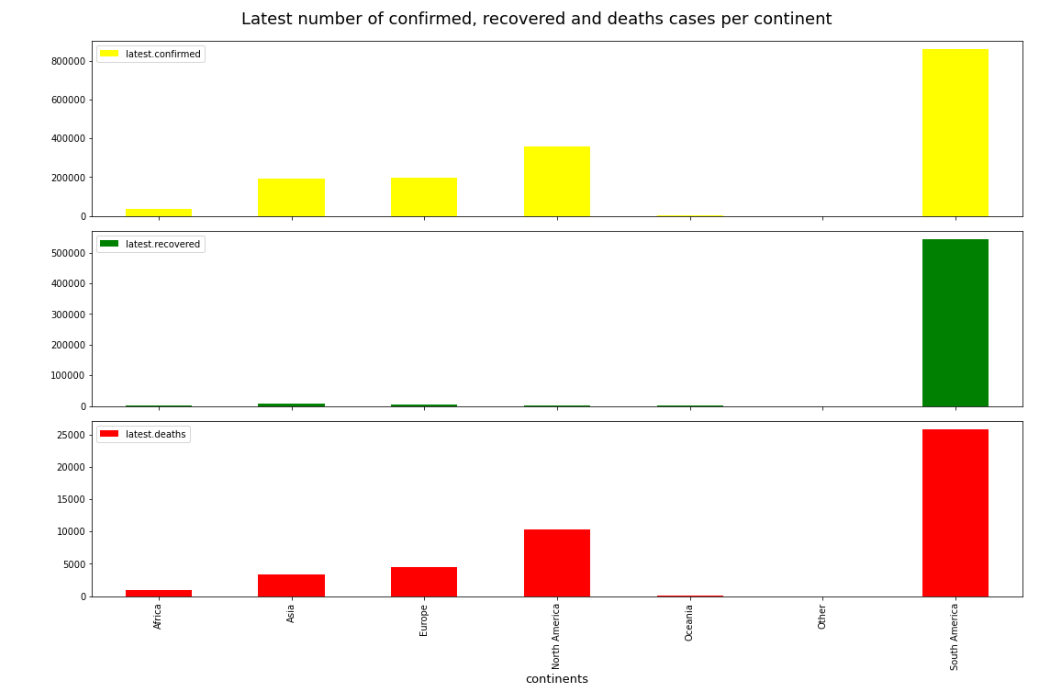 Latest number of confirmed, recovered and deaths cases per continent
latest.confirmed
800000
600000
400000
200000
0
latest.recovered
500000
400000
300000
200000
100000
0
latest.deaths
25000
20000
15000
10000
5000
0
Africa
Asia
Europe
North America
Oceania
Other
South America
continents